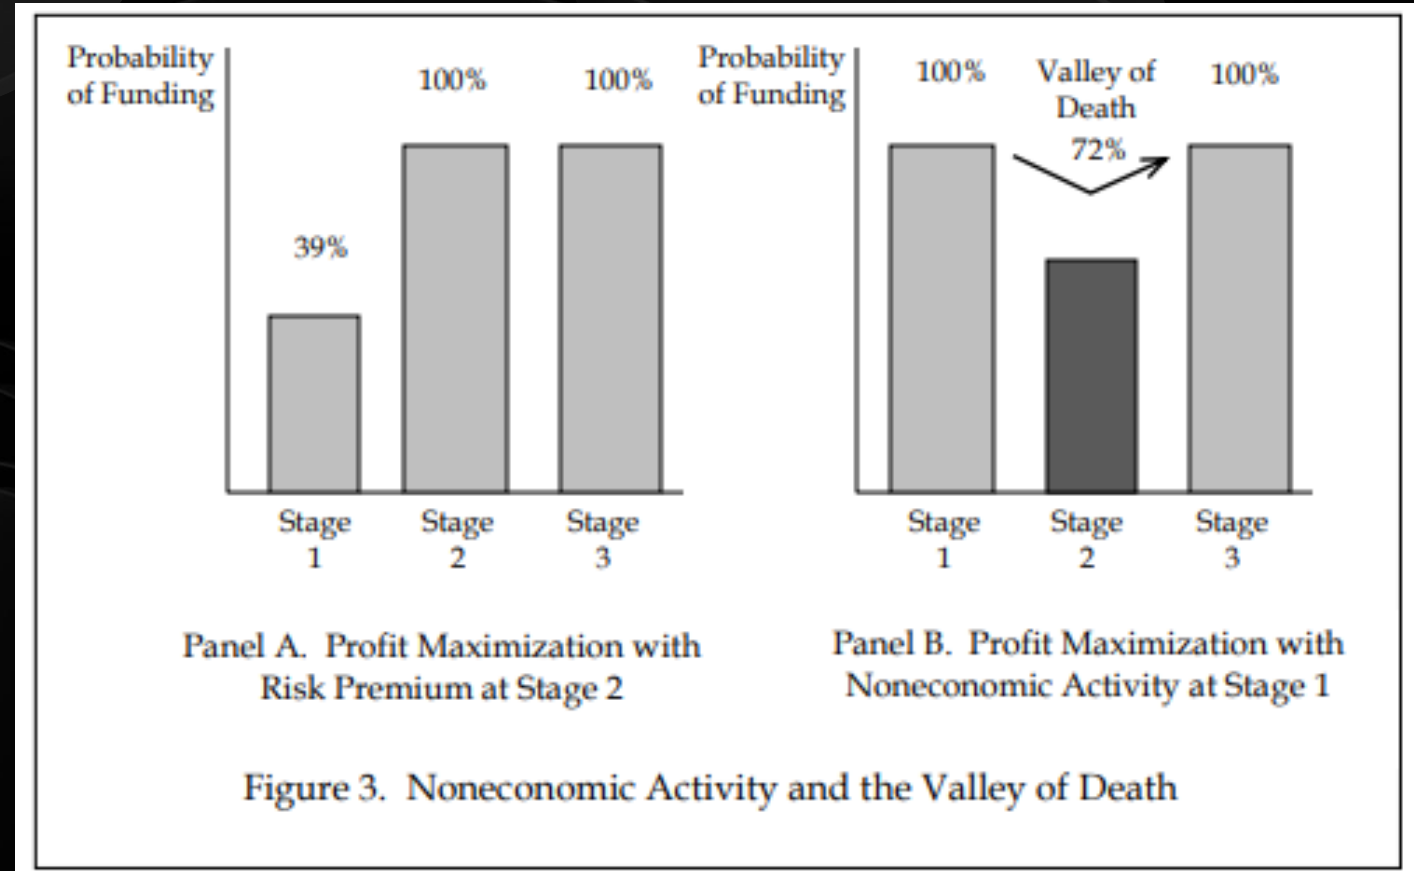 Probability
of Funding
100%
100%
39%
Stage
1
Stage
2
Stage
3
Panel A. Profit Maximization with
Risk Premium at Stage 2
Probability
of Funding
100%
Valley of
Death
72%
100%
Stage
1
Stage
2
Stage
3
Panel B. Profit Maximization with
Noneconomic Activity at Stage 1
Figure 3. Noneconomic Activity and the Valley of Death